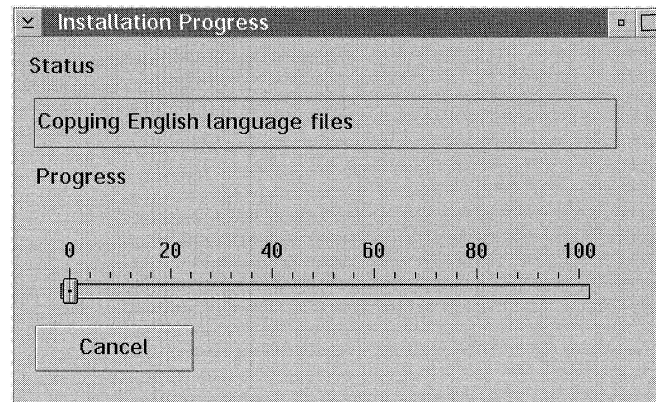 Installation Progress
Status
Copying English language files
Progress
0 20 40 60 80 100
Cancel